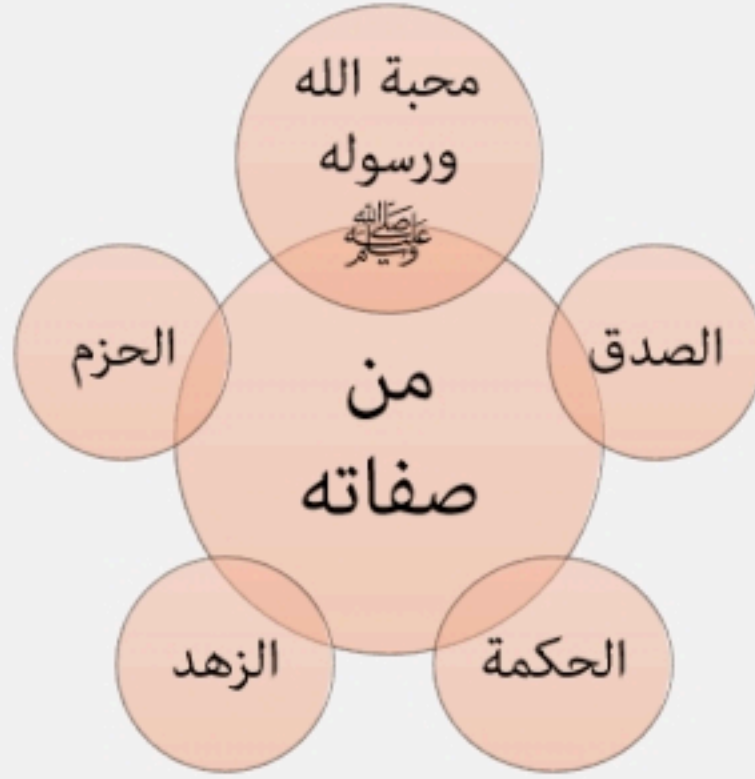 محبة الله
ورسوله
ﷺ
الصدق
الحزم
من
صفاته
الحكمة
الزهد